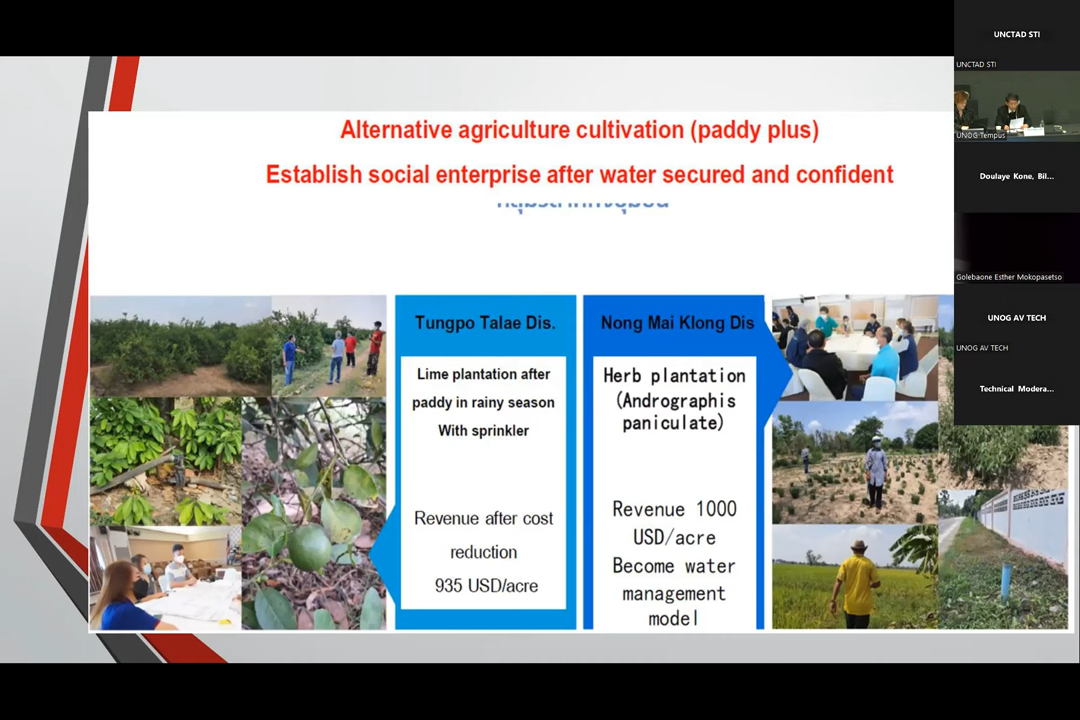 Alternative agriculture cultivation (paddy plus)
Establish social enterprise after water secured and confident
Tungpo Talae Dis.
Lime plantation after
paddy in rainy season
With sprinkler
Revenue after cost
reduction
935 USD/acre
Nong Mai Klong Dis
Herb plantation
(Andrographis
paniculate)
Revenue 1000
USD/acre
Become water
management
model
UNCTAD STI
UNCTAD STI
UNOG Tempus
Doulaye Kone, Bil...
Golebaone Esther Mokopasetso
UNOG AV TECH
UNOG AV TECH
Technical Modera...